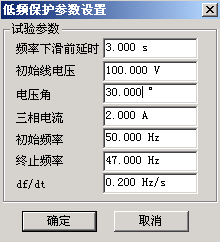 低频保护参数设置
试验参数
频率下滑前延时 3.000 s
初始线电压 100.000 V
电压角 30.000 °
三相电流 2.000 A
初始频率 50.000 Hz
终止频率 47.000 Hz
df/dt 0.200 Hz/s
确定 取消